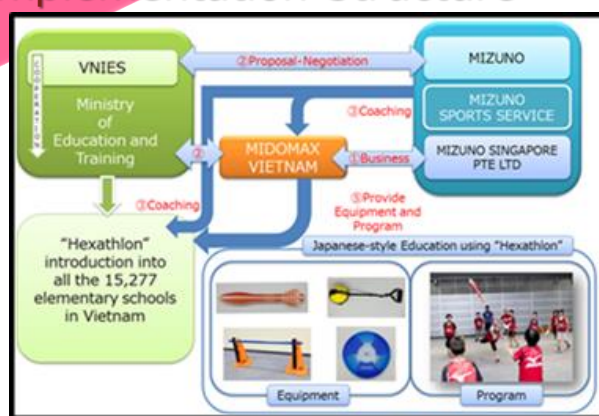 VNIES
COOPERATION
Ministry
of
Education and
Training
②Proposal-Negotiation
MIZUNO
MIZUNO
SPORTS SERVICE
MIZUNO SINGAPORE
PTE LTD
③Coaching
②
MIDOMAX
VIETNAM
①Business
③Coaching
⑤Provide
Equipment and
Program
"Hexathlon"
introduction into
all the 15,277
elementary schools
in Vietnam
Japanese-style Education using "Hexathlon"
Equipment
Program